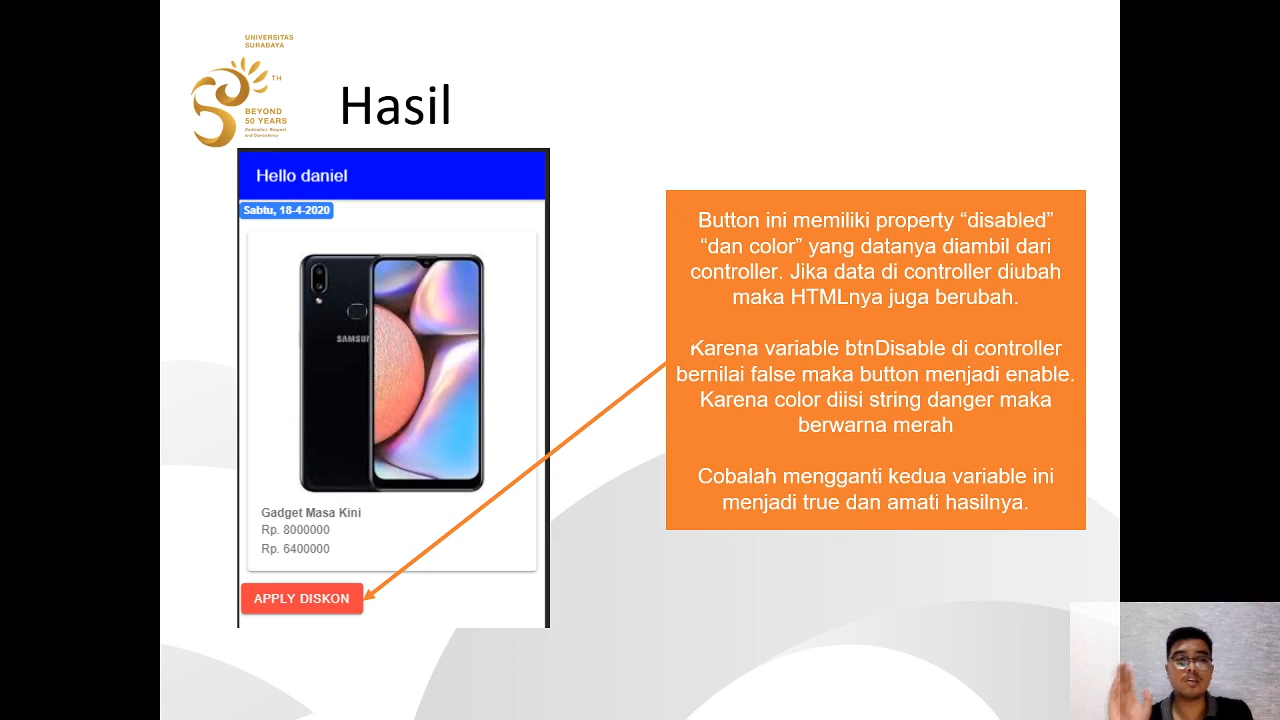 UNIVERSITAS
SURABAYA
TH
BEYOND
50 YEARS
Dedication, Respect,
and Consistency
Hasil
Hello daniel
Sabtu, 18-4-2020
SAMSUN
Gadget Masa Kini
Rp. 8000000
Rp. 6400000
APPLY DISKON
Button ini memiliki property “disabled”
“dan color” yang datanya diambil dari
controller. Jika data di controller diubah
maka HTMLnya juga berubah.
Karena variable btnDisable di controller
bernilai false maka button menjadi enable.
Karena color diisi string danger maka
berwarna merah
Cobalah mengganti kedua variable ini
menjadi true dan amati hasilnya.